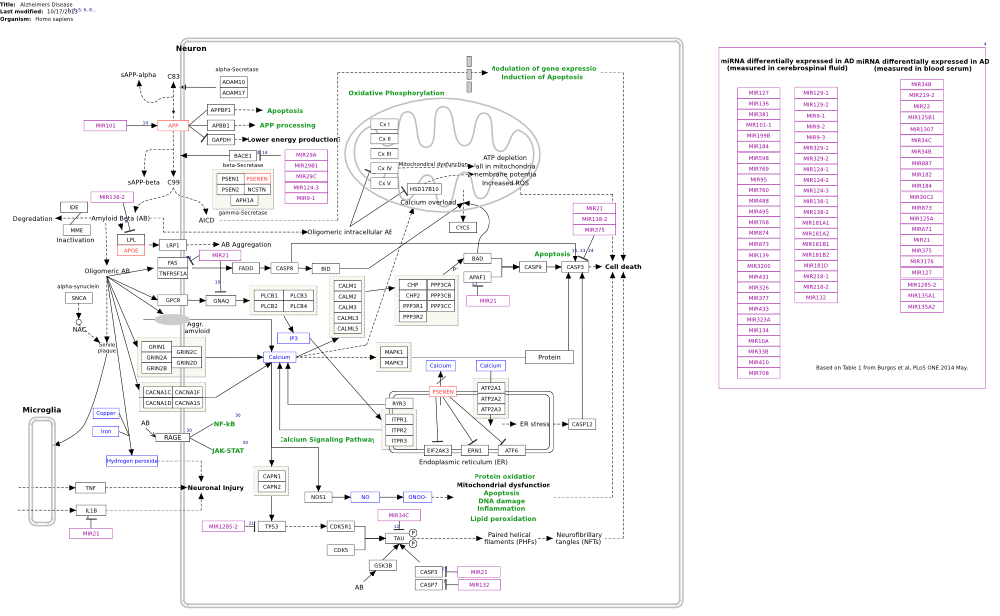 Title: Alzheimers Disease
Last modified: 10/17/2013
Organism: Homo sapiens
Neuron
sAPP-alpha
C83
alpha-Secretase
ADAM10
ADAM17
MIR101
14
APP
APPBP1
APBB1
GAPDH
Apoptosis
APP processing
Lower energy production
BACE1
beta-Secretase
MIR29A
MIR29B1
MIR29C
MIR124-3
MIR9-1
PSEN1
PSENEN
PSEN2
NCSTN
APH1A
gamma-Secretase
sAPP-beta
C99
AICD
MIR138-2
IDE
MME
Degradation
Inactivation
Amyloid Beta (AB)
LPL
APOE
LRP1
AB Aggregation
Oligomeric intracellular AB
Oligomeric AB
FAS
TNFRSF1A
MIR21
FADD
CASP8
BID
alpha-synuclein
SNCA
NAC
Senile
plaque
GPCR
GNAQ
Aggr.
amyloid
PLCB1
PLCB3
PLCB2
PLCB4
IP3
Calcium
CALM1
CALM2
CALM3
CALML3
CALML5
CHP
PPP3CA
CHP2
PPP3CB
PPP3R1
PPP3CC
PPP3R2
GRIN1
GRIN2A
GRIN2B
GRIN2C
GRIN2D
CACNA1C
CACNA1F
CACNA1D
CACNA1S
Oxidative Phosphorylation
Cx I
Cx II
Cx III
Cx IV
Cx V
Mitochondrial dysfunction
HSD17B10
Calcium overload
ATP depletion
Fall in mitochondria
membrane potential
Increased ROS
Modulation of gene expression
Induction of Apoptosis
CYCS
BAD
APAF1
MIR21
CASP9
CASP3
Apoptosis
Cell death
MIR21
MIR138-2
MIR375
MAPK1
MAPK3
Protein
Calcium
Calcium
PSENEN
ATP2A1
ATP2A2
ATP2A3
RYR3
ITPR1
ITPR2
ITPR3
EIF2AK3
ERN1
ATF6
ER stress
CASP12
Endoplasmic reticulum (ER)
Calcium Signaling Pathway
Microglia
Copper
Iron
Hydrogen peroxide
AB
RAGE
30
NF-kB
30
JAK-STAT
30
Neuronal Injury
TNF
IL1B
MIR21
CAPN1
CAPN2
NOS1
NO
ONOO-
Protein oxidation
Mitochondrial dysfunction
Apoptosis
DNA damage
Inflammation
Lipid peroxidation
MIR1285-2
TP53
CDK5R1
CDK5
MIR34C
TAU
P
P
Paired helical
filaments (PHFs)
Neurofibrillary
tangles (NFTs)
GSK3B
AB
CASP3
CASP7
MIR21
MIR132
4
miRNA differentially expressed in AD
(measured in cerebrospinal fluid)
MIR127
MIR136
MIR381
MIR101-1
MIR199B
MIR184
MIR598
MIR769
MIR95
MIR760
MIR488
MIR495
MIR708
MIR874
MIR873
MIR139
MIR3200
MIR431
MIR326
MIR377
MIR433
MIR323A
MIR134
MIR10A
MIR33B
MIR410
MIR708
MIR129-1
MIR129-2
MIR9-1
MIR9-2
MIR9-3
MIR329-1
MIR329-2
MIR124-1
MIR124-2
MIR124-3
MIR138-1
MIR138-2
MIR181A1
MIR181A2
MIR181B1
MIR181B2
MIR181D
MIR218-1
MIR218-2
MIR132
miRNA differentially expressed in AD
(measured in blood serum)
MIR34B
MIR219-2
MIR22
MIR125B1
MIR1307
MIR34C
MIR34B
MIR887
MIR182
MIR184
MIR30C2
MIR873
MIR125A
MIR671
MIR21
MIR375
MIR3176
MIR127
MIR1285-2
MIR135A1
MIR135A2
Based on Table 1 from Burgos et al, PLoS ONE 2014 May.